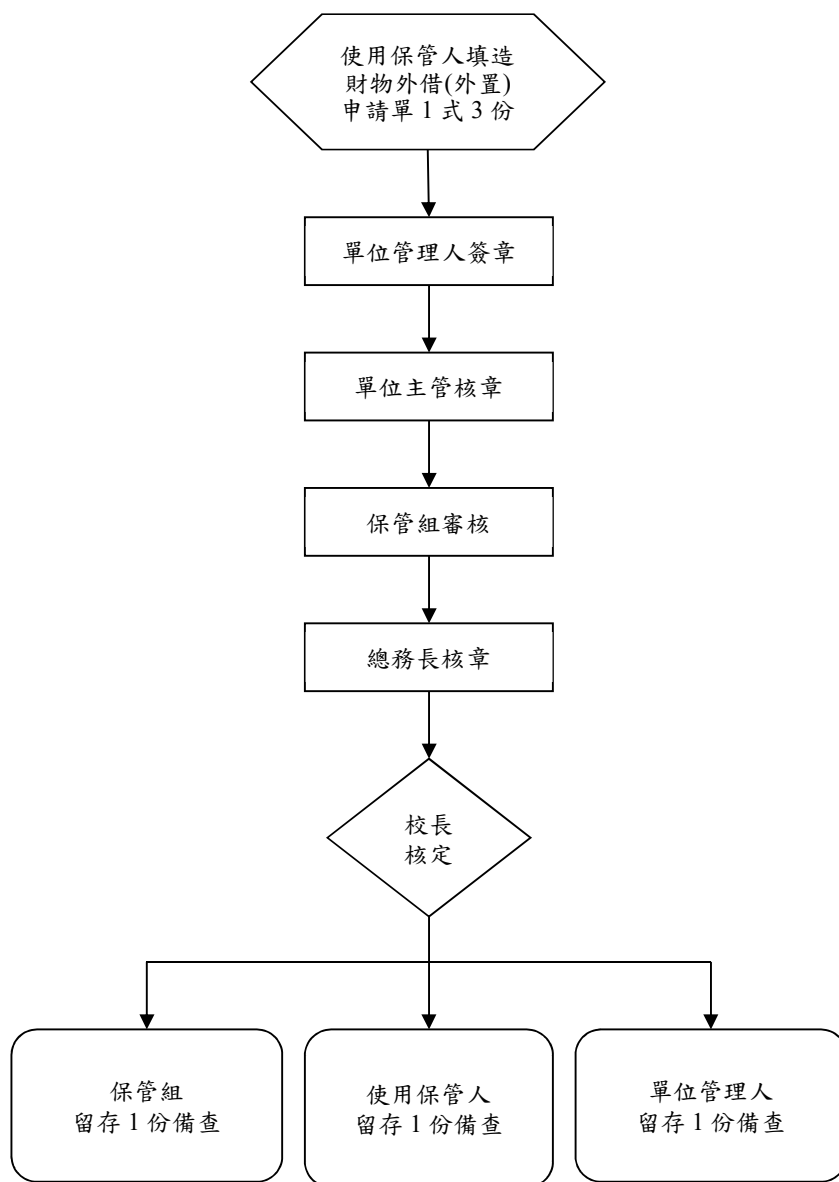 使用保管人填造
財物外借(外置)
申請單 1 式 3 份
單位管理人簽章
單位主管核章
保管組審核
總務長核章
校長
核定
保管組
留存 1 份備查
使用保管人
留存 1 份備查
單位管理人
留存 1 份備查